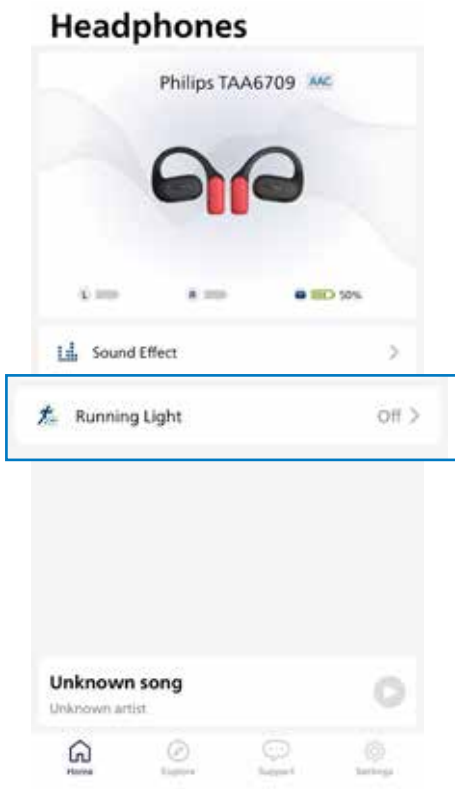 Headphones
Philips TAA6709 AAC
L R 50%
Sound Effect
Running Light Off
Unknown song
Unknown artist
Home Explore Support Settings